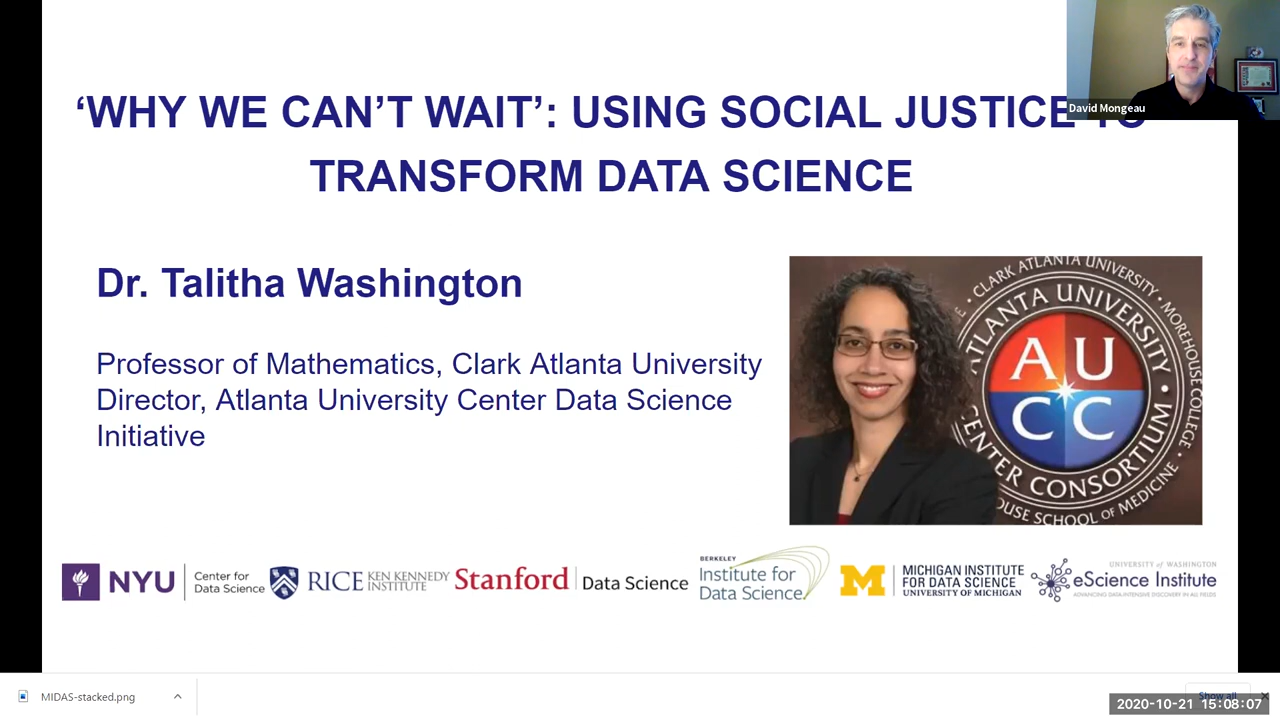 ‘WHY WE CAN’T WAIT’: USING SOCIAL JUSTICE TO
TRANSFORM DATA SCIENCE
David Mongeau
Dr. Talitha Washington
Professor of Mathematics, Clark Atlanta University
Director, Atlanta University Center Data Science
Initiative
CLARK ATLANTA UNIVERSITY • MOREHOUSE COLLEGE •
ATLANTA UNIVERSITY •
CENTER CONSORTIUM
AU
CC
OUSE SCHOOL OF MEDICINE •
NYU
Center for
Data Science
RICE
KEN KENNEDY
INSTITUTE
Stanford
Data Science
BERKELEY
Institute for
Data Science
M
MICHIGAN INSTITUTE
FOR DATA SCIENCE
UNIVERSITY OF MICHIGAN
UNIVERSITY OF WASHINGTON
eScience Institute
ADVANCING DATA-INTENSIVE DISCOVERY IN ALL FIELDS
MIDAS-stacked.png
Show all
2020-10-21 15:08:07